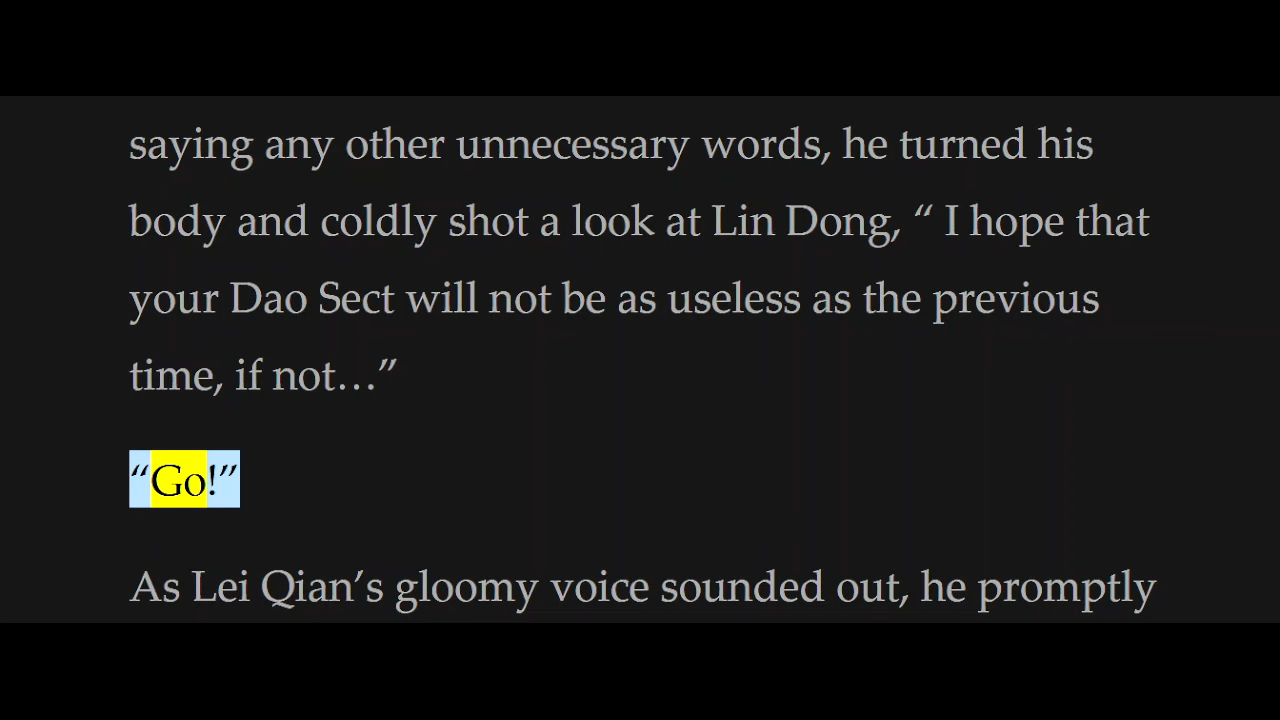 saying any other unnecessary words, he turned his
body and coldly shot a look at Lin Dong, “ I hope that
your Dao Sect will not be as useless as the previous
time, if not…”
“Go!”
As Lei Qian’s gloomy voice sounded out, he promptly